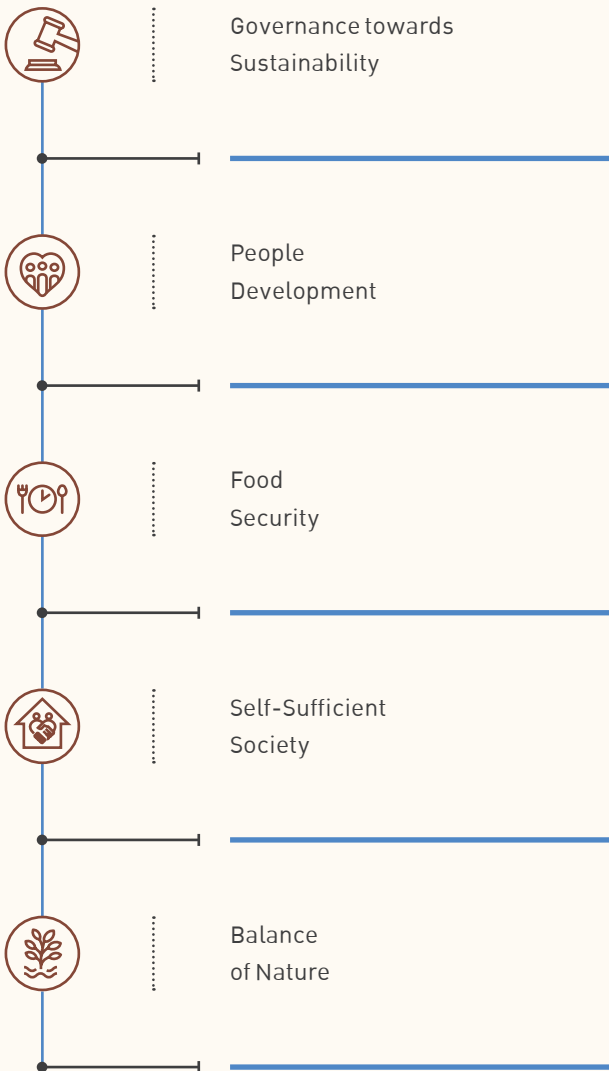 Governance towards
Sustainability
People
Development
Food
Security
Self-Sufficient
Society
Balance
of Nature